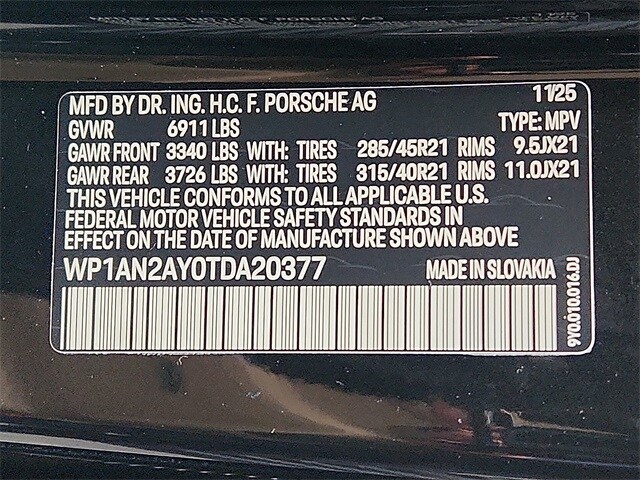 MFD BY DR. ING. H.C. F. PORSCHE AG 11/25
GVWR 6911 LBS TYPE: MPV
GAWR FRONT 3340 LBS WITH: TIRES 285/45R21 RIMS 9.5JX21
GAWR REAR 3726 LBS WITH: TIRES 315/40R21 RIMS 11.0JX21
THIS VEHICLE CONFORMS TO ALL APPLICABLE U.S.
FEDERAL MOTOR VEHICLE SAFETY STANDARDS IN
EFFECT ON THE DATE OF MANUFACTURE SHOWN ABOVE
WP1AN2AY0TDA20377 MADE IN SLOVAKIA
9Y0.010.016.DJ